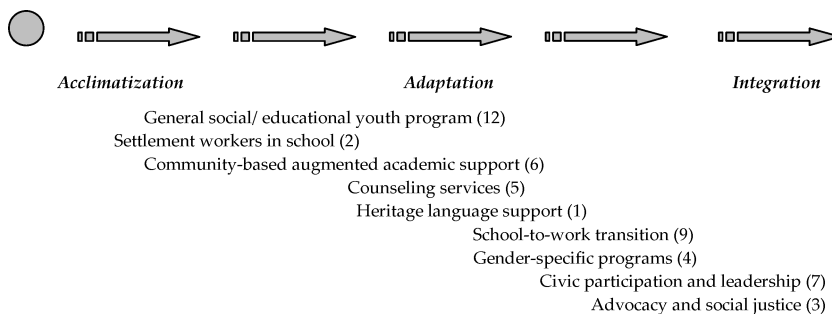 Acclimatization Adaptation Integration
General social/ educational youth program (12)
Settlement workers in school (2)
Community-based augmented academic support (6)
Counseling services (5)
Heritage language support (1)
School-to-work transition (9)
Gender-specific programs (4)
Civic participation and leadership (7)
Advocacy and social justice (3)